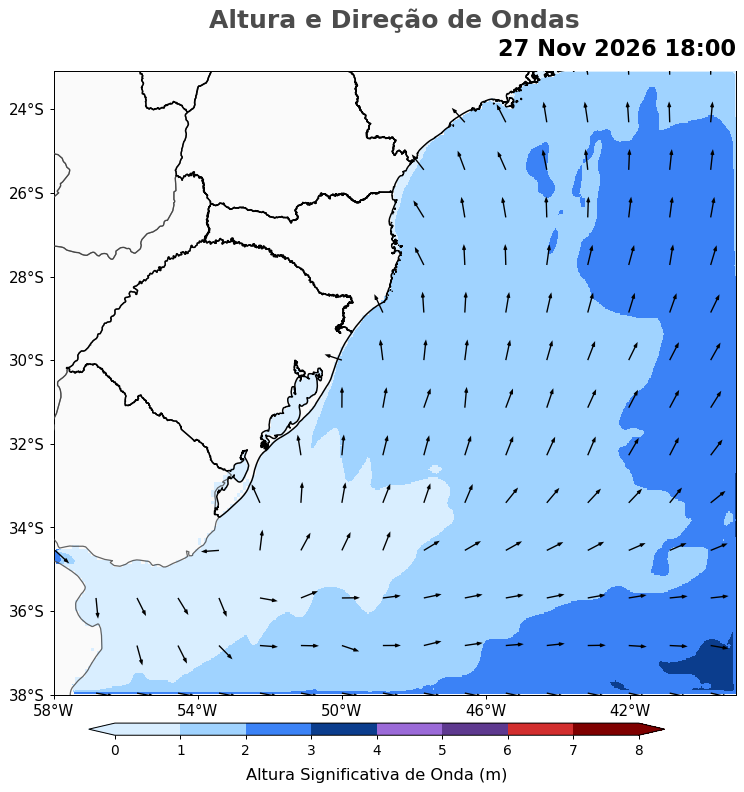 Altura e Direção de Ondas
27 Nov 2026 18:00
24°S
26°S
28°S
30°S
32°S
34°S
36°S
38°S
58°W 54°W 50°W 46°W 42°W
0 1 2 3 4 5 6 7 8
Altura Significativa de Onda (m)